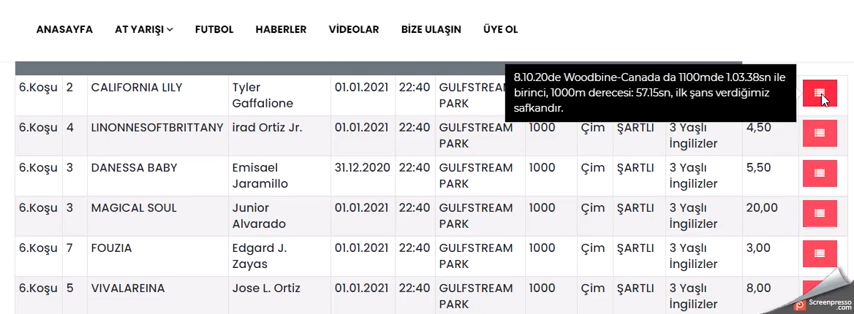 ANASAYFA AT YARIŞI FUTBOL HABERLER VİDEOLAR BİZE ULAŞIN ÜYE OL
8.10.20de Woodbine-Canada da 1100mde 1.03.38sn ile
birinci, 1000m derecesi: 57.15sn, ilk şans verdiğimiz
safkandır.
6.Koşu 2 CALIFORNIA LILY Tyler Gaffalione 01.01.2021 22:40 GULFSTREAM PARK
6.Koşu 4 LINONNESOFTBRITTANY irad Ortiz Jr. 01.01.2021 22:40 GULFSTREAM PARK 1000 Çim ŞARTLI 3 Yaşlı İngilizler 4,50
6.Koşu 3 DANESSA BABY Emisael Jaramillo 31.12.2020 22:40 GULFSTREAM PARK 1000 Çim ŞARTLI 3 Yaşlı İngilizler 5,50
6.Koşu 3 MAGICAL SOUL Junior Alvarado 01.01.2021 22:40 GULFSTREAM PARK 1000 Çim ŞARTLI 3 Yaşlı İngilizler 20,00
6.Koşu 7 FOUZIA Edgard J. Zayas 01.01.2021 22:40 GULFSTREAM PARK 1000 Çim ŞARTLI 3 Yaşlı İngilizler 3,00
6.Koşu 5 VIVALAREINA Jose L. Ortiz 01.01.2021 22:40 GULFSTREAM PARK 1000 Çim ŞARTLI 3 Yaşlı İngilizler 8,00
Screenpresso
.com